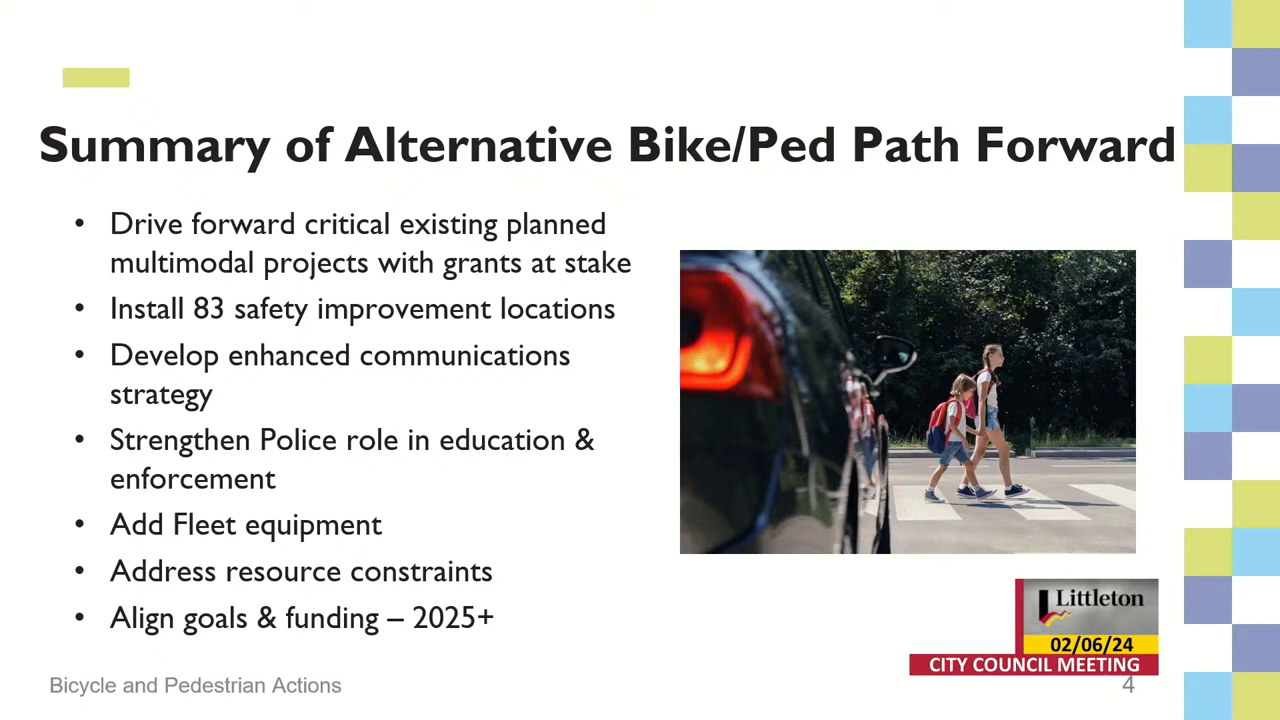 Summary of Alternative Bike/Ped Path Forward
• Drive forward critical existing planned
multimodal projects with grants at stake
• Install 83 safety improvement locations
• Develop enhanced communications
strategy
• Strengthen Police role in education &
enforcement
• Add Fleet equipment
• Address resource constraints
• Align goals & funding – 2025+
Littleton
02/06/24
CITY COUNCIL MEETING
Bicycle and Pedestrian Actions
4